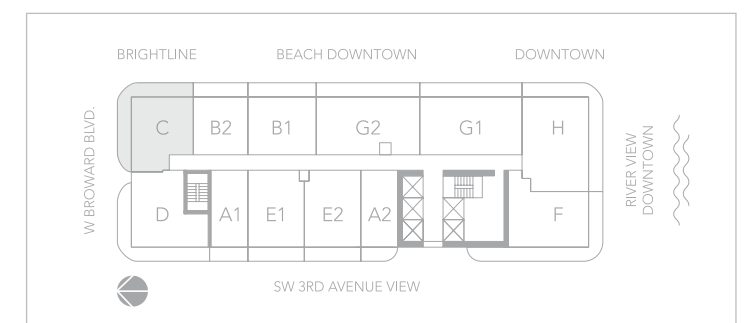 BRIGHTLINE BEACH DOWNTOWN DOWNTOWN
W BROWARD BLVD.
C B2 B1 G2 G1 H
RIVER VIEW
DOWNTOWN
D A1 E1 E2 A2 F
SW 3RD AVENUE VIEW